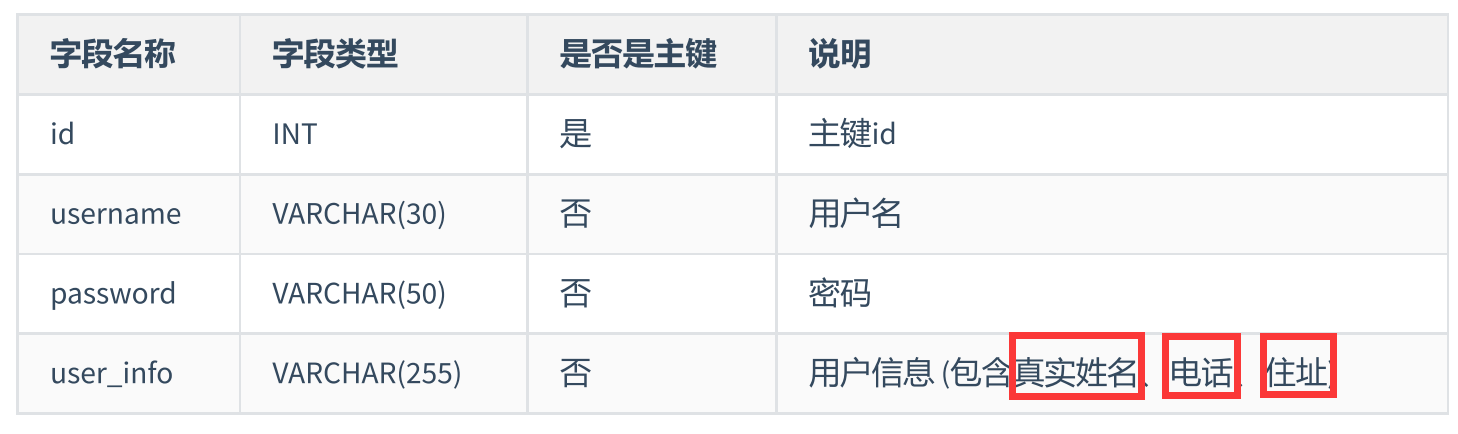 字段名称 字段类型 是否是主键 说明
id INT 是 主键id
username VARCHAR(30) 否 用户名
password VARCHAR(50) 否 密码
user_info VARCHAR(255) 否 用户信息 (包含真实姓名、电话、住址)